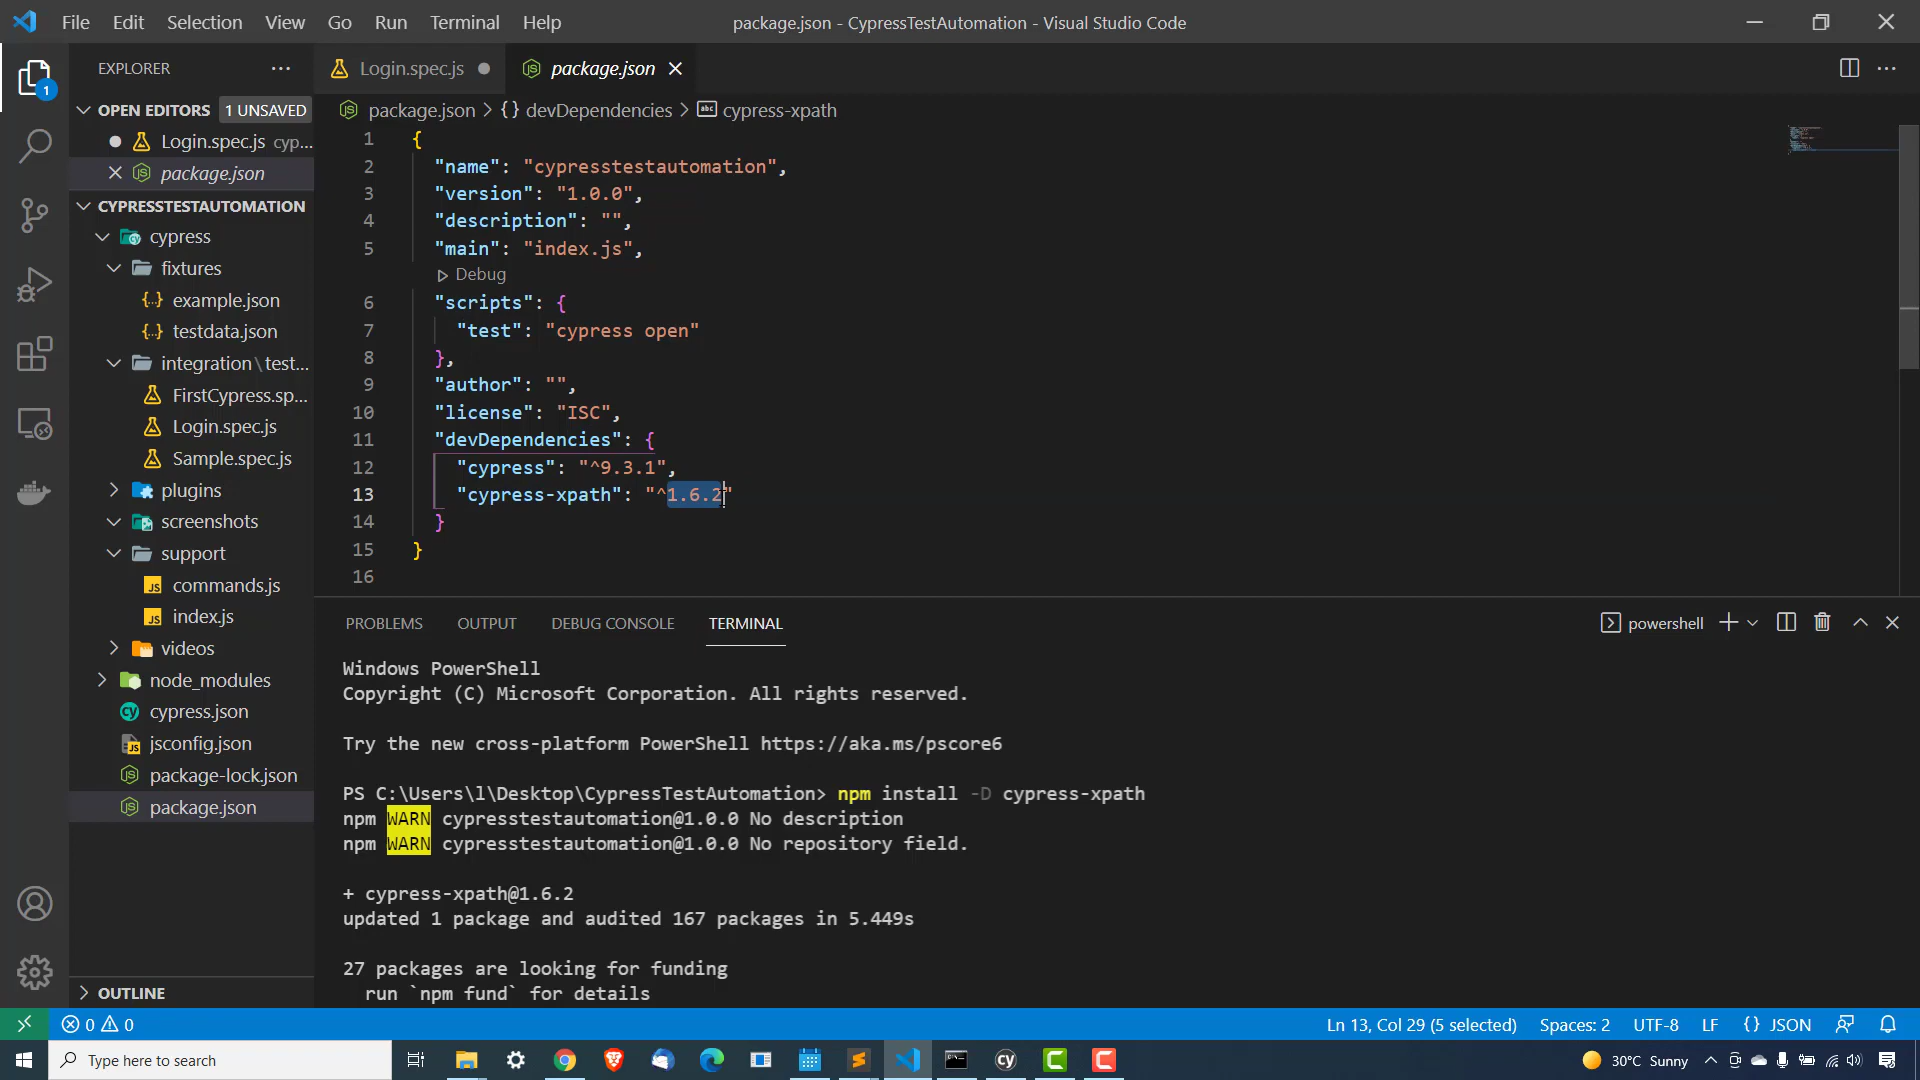 File Edit Selection View Go Run Terminal Help package.json - CypressTestAutomation - Visual Studio Code
EXPLORER
Login.spec.js package.json
1
OPEN EDITORS 1 UNSAVED
Login.spec.js cyp...
package.json
CYPRESSTESTAUTOMATION
cypress
fixtures
example.json
testdata.json
integration\test...
FirstCypress.sp...
Login.spec.js
Sample.spec.js
plugins
screenshots
support
commands.js
index.js
videos
node_modules
cypress.json
jsconfig.json
package-lock.json
package.json
OUTLINE
package.json > {} devDependencies > abc cypress-xpath
1 {
2 "name": "cypresstestautomation",
3 "version": "1.0.0",
4 "description": "",
5 "main": "index.js",
Debug
6 "scripts": {
7 "test": "cypress open"
8 },
9 "author": "",
10 "license": "ISC",
11 "devDependencies": {
12 "cypress": "^9.3.1",
13 "cypress-xpath": "^1.6.2"
14 }
15 }
16
PROBLEMS OUTPUT DEBUG CONSOLE TERMINAL powershell
Windows PowerShell
Copyright (C) Microsoft Corporation. All rights reserved.
Try the new cross-platform PowerShell https://aka.ms/pscore6
PS C:\Users\l\Desktop\CypressTestAutomation> npm install -D cypress-xpath
npm WARN cypresstestautomation@1.0.0 No description
npm WARN cypresstestautomation@1.0.0 No repository field.
+ cypress-xpath@1.6.2
updated 1 package and audited 167 packages in 5.449s
27 packages are looking for funding
run `npm fund` for details
0 0 Ln 13, Col 29 (5 selected) Spaces: 2 UTF-8 LF {} JSON
Type here to search 30°C Sunny